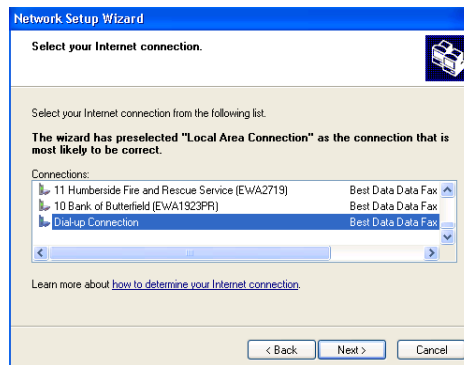 Network Setup Wizard
Select your Internet connection.
Select your Internet connection from the following list.
The wizard has preselected "Local Area Connection" as the connection that is
most likely to be correct.
Connections:
11 Humberside Fire and Rescue Service (EWA2719) Best Data Data Fax
10 Bank of Butterfield (EWA1923PR) Best Data Data Fax
Dial-up Connection Best Data Data Fax
Learn more about how to determine your Internet connection.
< Back Next > Cancel